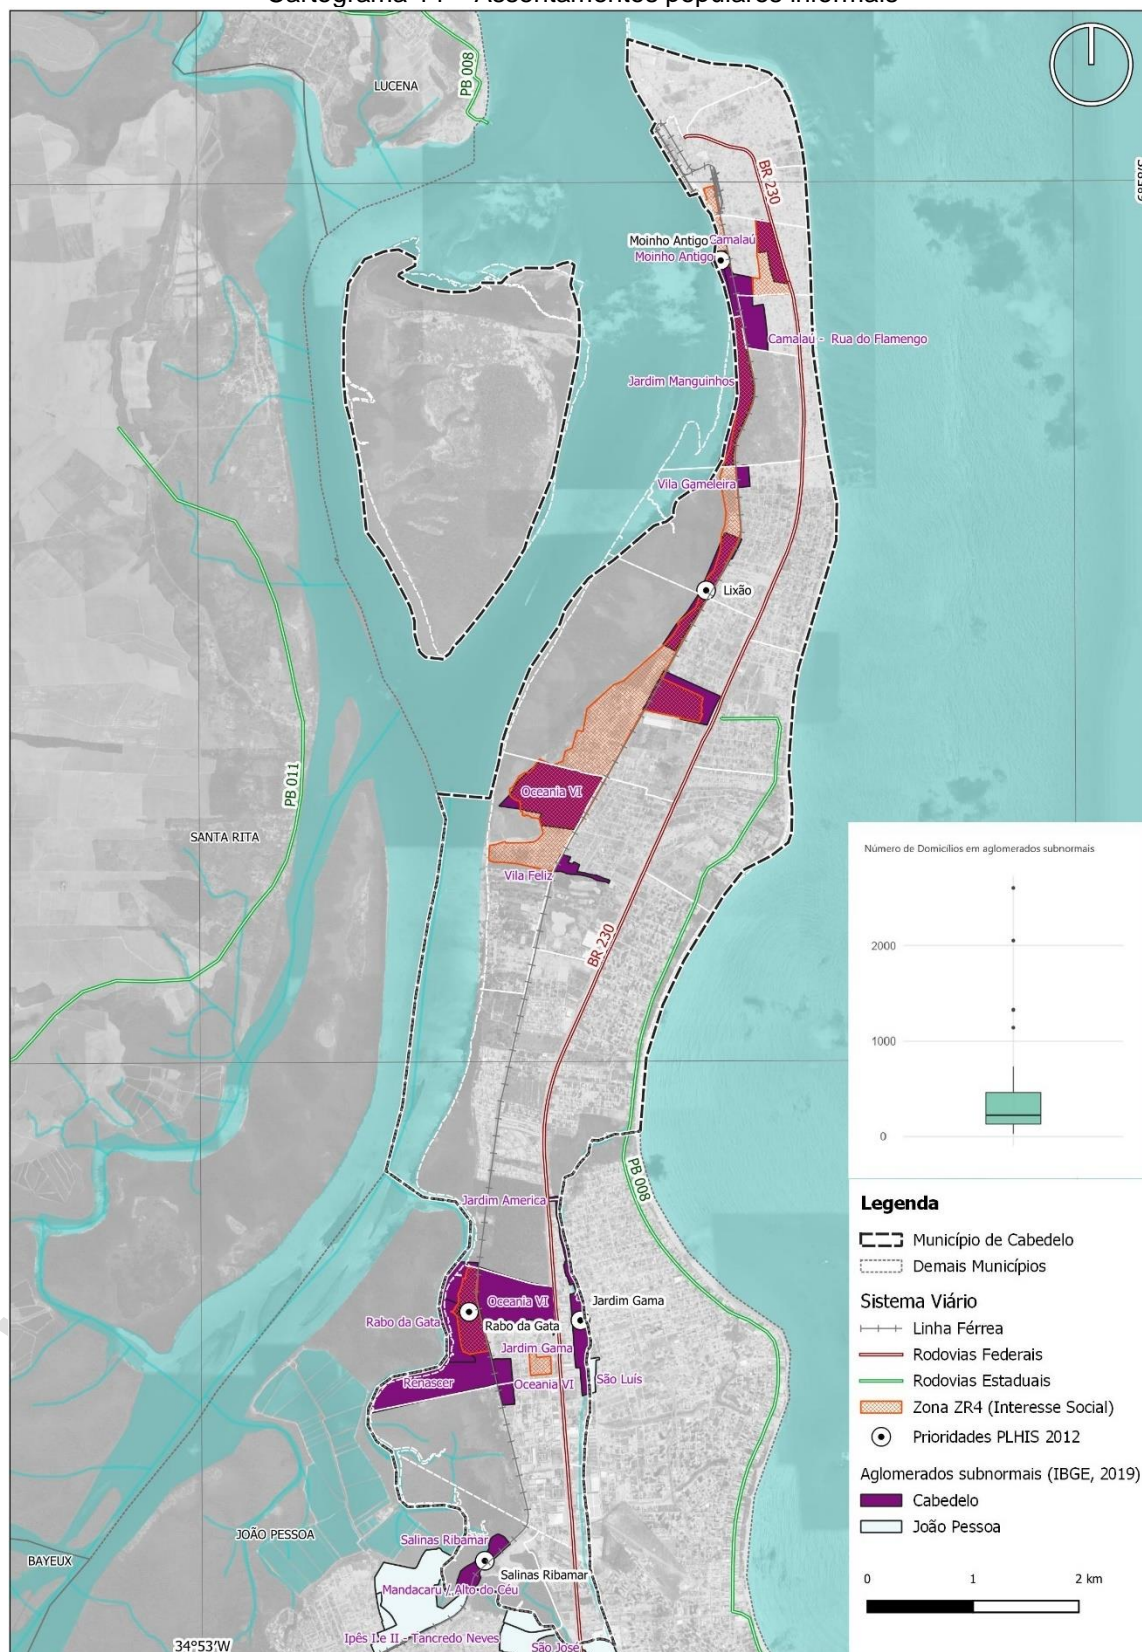 Cartograma 14 – Assentamentos populares informais
LUCENA
PB 008
BR 230
Moinho Antigo
Camalaú
Moinho Antigo
Camalaú - Rua do Flamengo
Jardim Manguinhos
Vila Gameleira
Lixão
Oceania VI
Vila Feliz
PB 011
SANTA RITA
BR 230
Número de Domicílios em aglomerados subnormais
2000
1000
0
PB 008
Jardim America
Oceania VI
Jardim Gama
Rabo da Gata
Rabo da Gata
Jardim Gama
Renascer
Oceania VI
São Luís
Salinas Ribamar
Salinas Ribamar
JOÃO PESSOA
BAYEUX
Mandacaru / Alto do Céu
Ipês I e II - Tancredo Neves
São José
34°53'W
Legenda
Município de Cabedelo
Demais Municípios
Sistema Viário
Linha Férrea
Rodovias Federais
Rodovias Estaduais
Zona ZR4 (Interesse Social)
Prioridades PLHIS 2012
Aglomerados subnormais (IBGE, 2019)
Cabedelo
João Pessoa
0 1 2 km